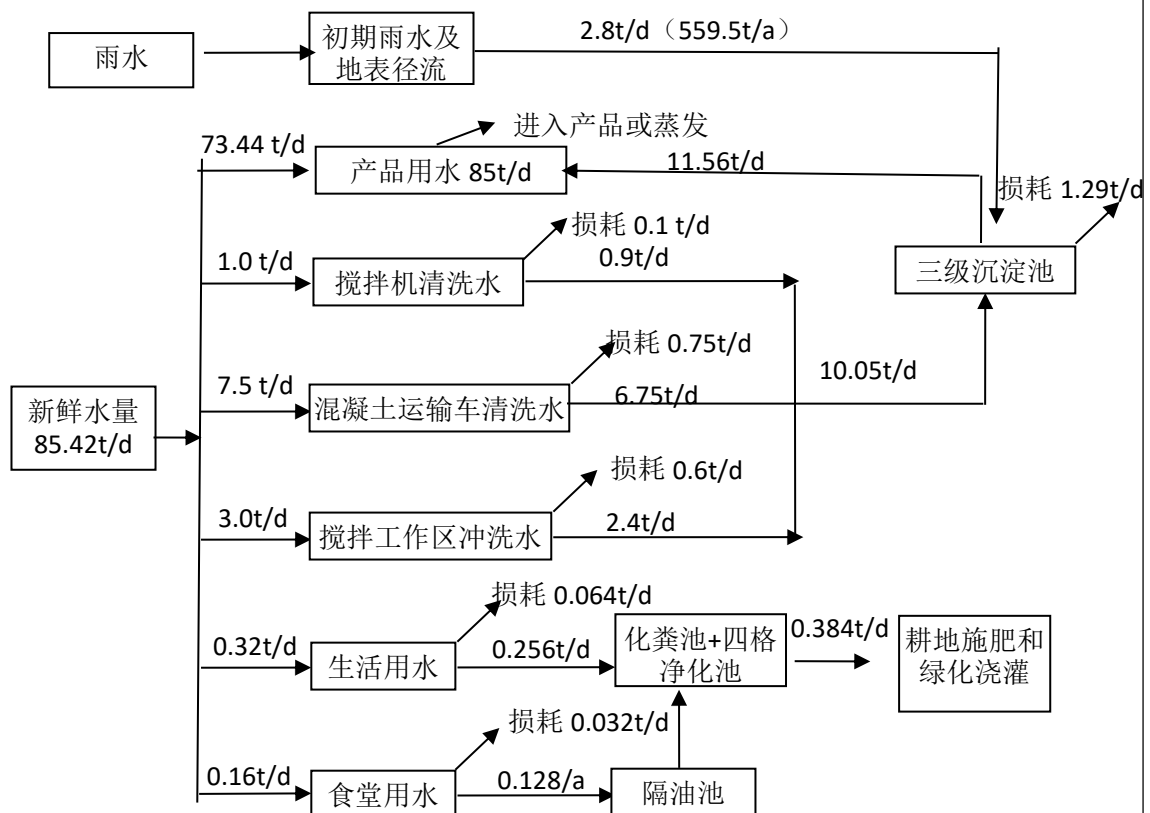 雨水
初期雨水及
地表径流
2.8t/d（559.5t/a）
73.44 t/d
产品用水 85t/d
进入产品或蒸发
11.56t/d
损耗 1.29t/d
三级沉淀池
1.0 t/d
搅拌机清洗水
损耗 0.1 t/d
0.9t/d
新鲜水量
85.42t/d
7.5 t/d
混凝土运输车清洗水
损耗 0.75t/d
6.75t/d
10.05t/d
3.0t/d
搅拌工作区冲洗水
损耗 0.6t/d
2.4t/d
0.32t/d
生活用水
损耗 0.064t/d
0.256t/d
化粪池+四格
净化池
0.384t/d
耕地施肥和
绿化浇灌
0.16t/d
食堂用水
损耗 0.032t/d
0.128/a
隔油池